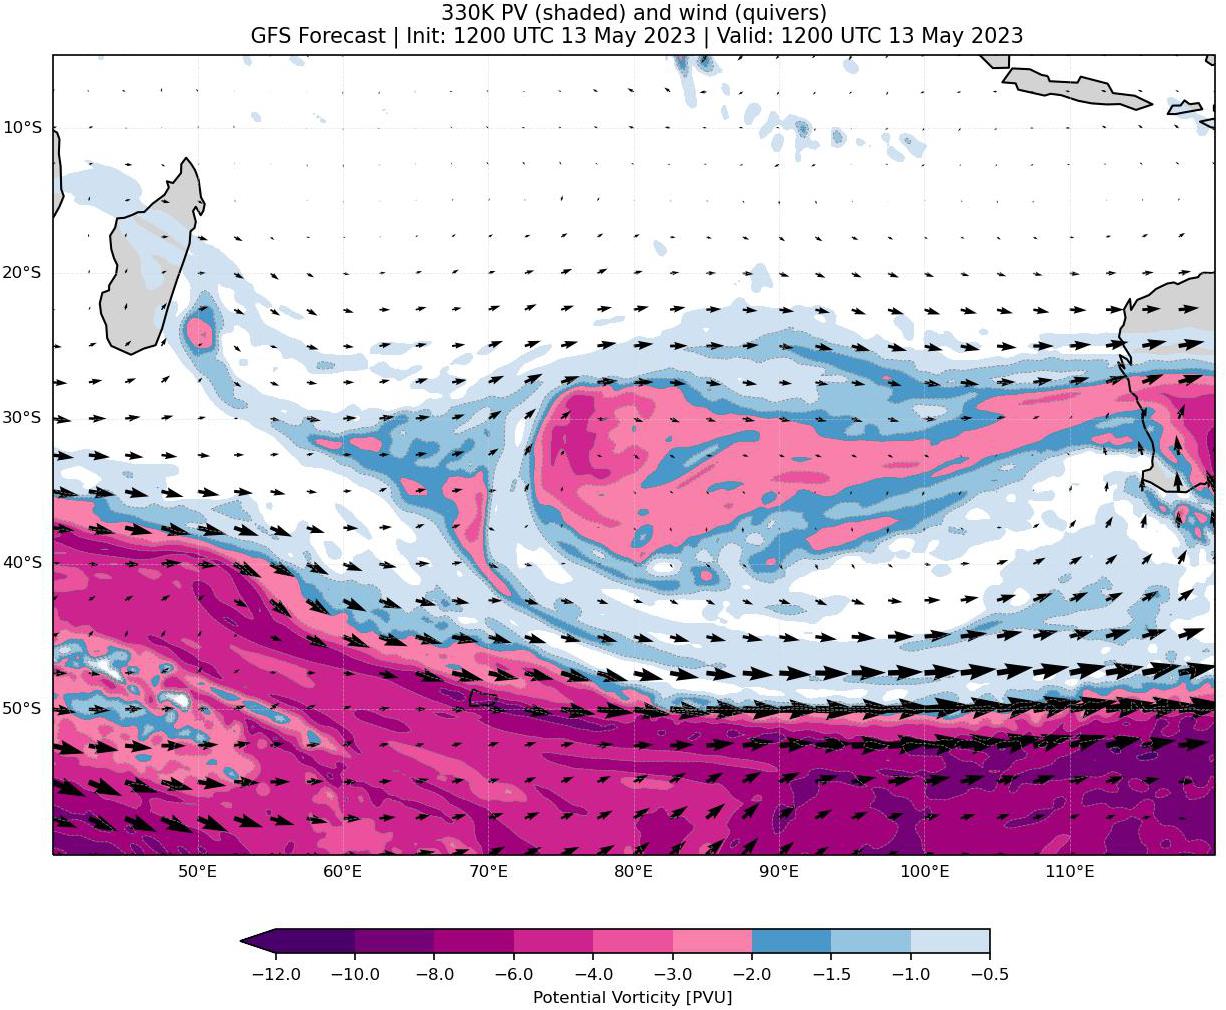 330K PV (shaded) and wind (quivers)
GFS Forecast | Init: 1200 UTC 13 May 2023 | Valid: 1200 UTC 13 May 2023
10°S
20°S
30°S
40°S
50°S
50°E 60°E 70°E 80°E 90°E 100°E 110°E
−12.0 −10.0 −8.0 −6.0 −4.0 −3.0 −2.0 −1.5 −1.0 −0.5
Potential Vorticity [PVU]